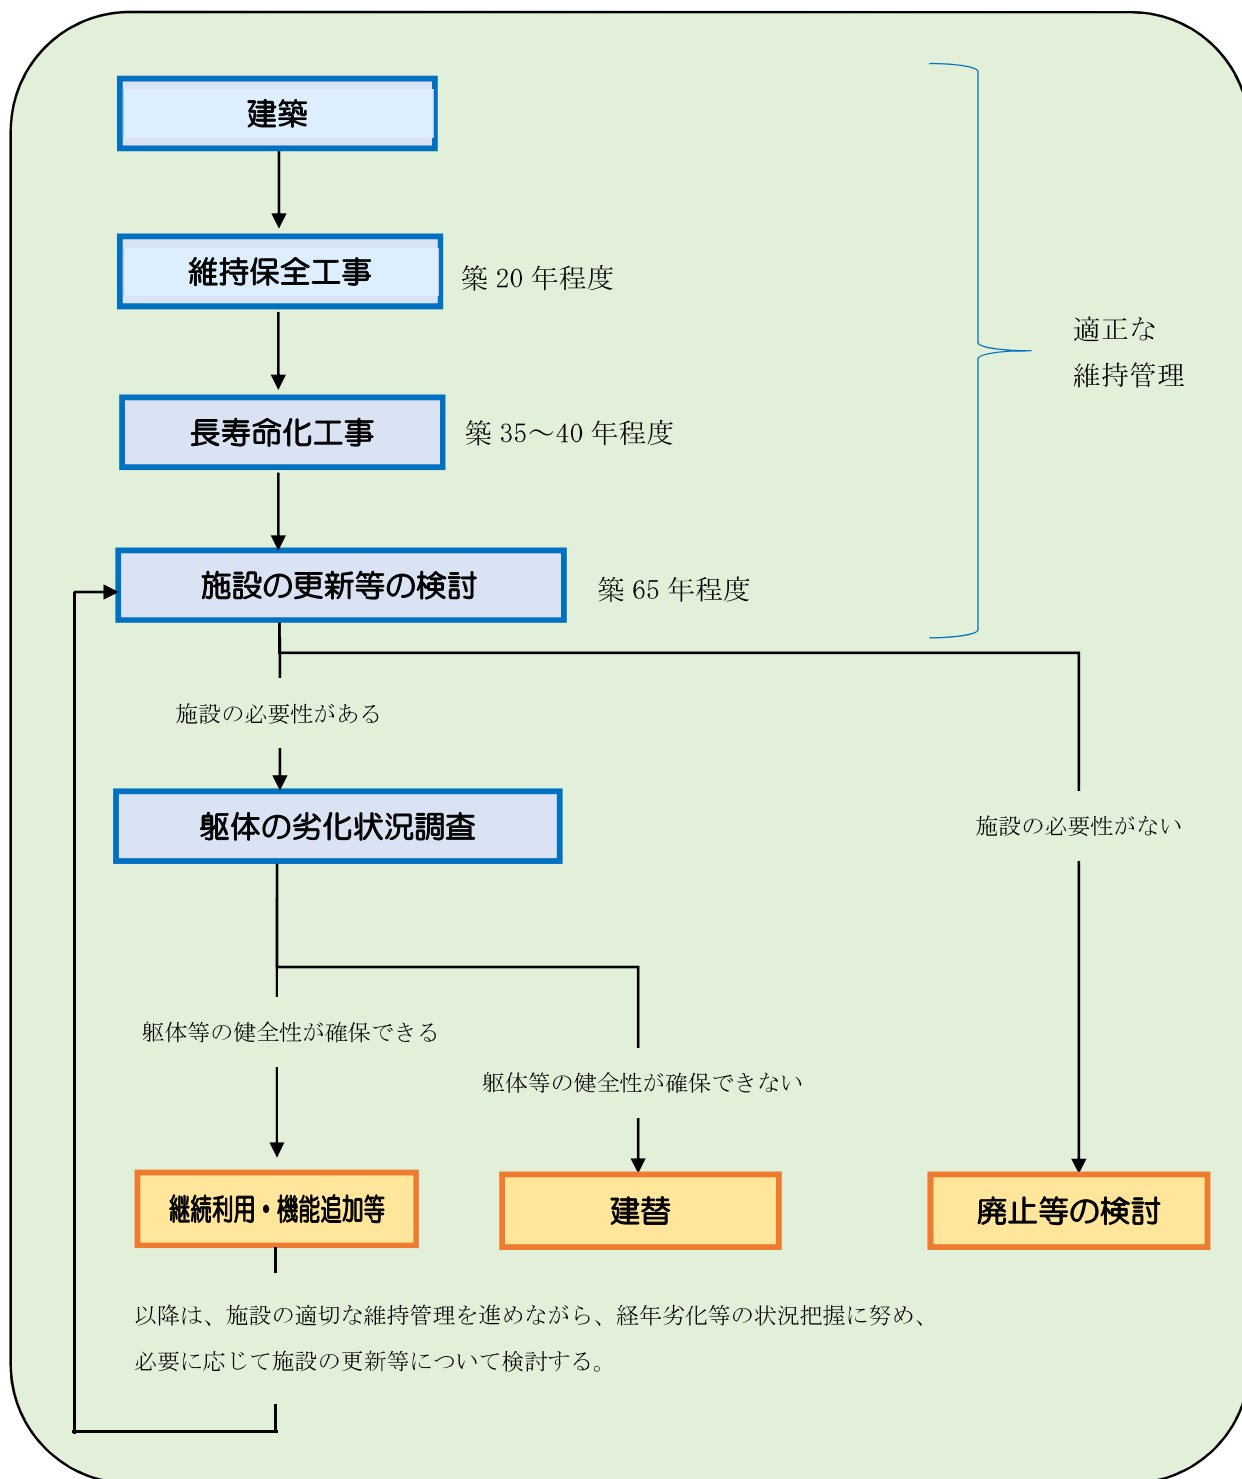 建築
維持保全工事
築 20 年程度
適正な
維持管理
長寿命化工事
築 35～40 年程度
施設の更新等の検討
築 65 年程度
施設の必要性がある
躯体の劣化状況調査
施設の必要性がない
躯体等の健全性が確保できる
躯体等の健全性が確保できない
継続利用・機能追加等
建替
廃止等の検討
以降は、施設の適切な維持管理を進めながら、経年劣化等の状況把握に努め、
必要に応じて施設の更新等について検討する。